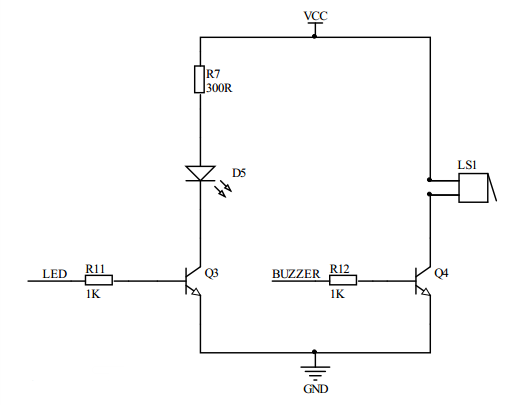 VCC
R7
300R
D5
LS1
LED
R11
1K
Q3
BUZZER
R12
1K
Q4
GND